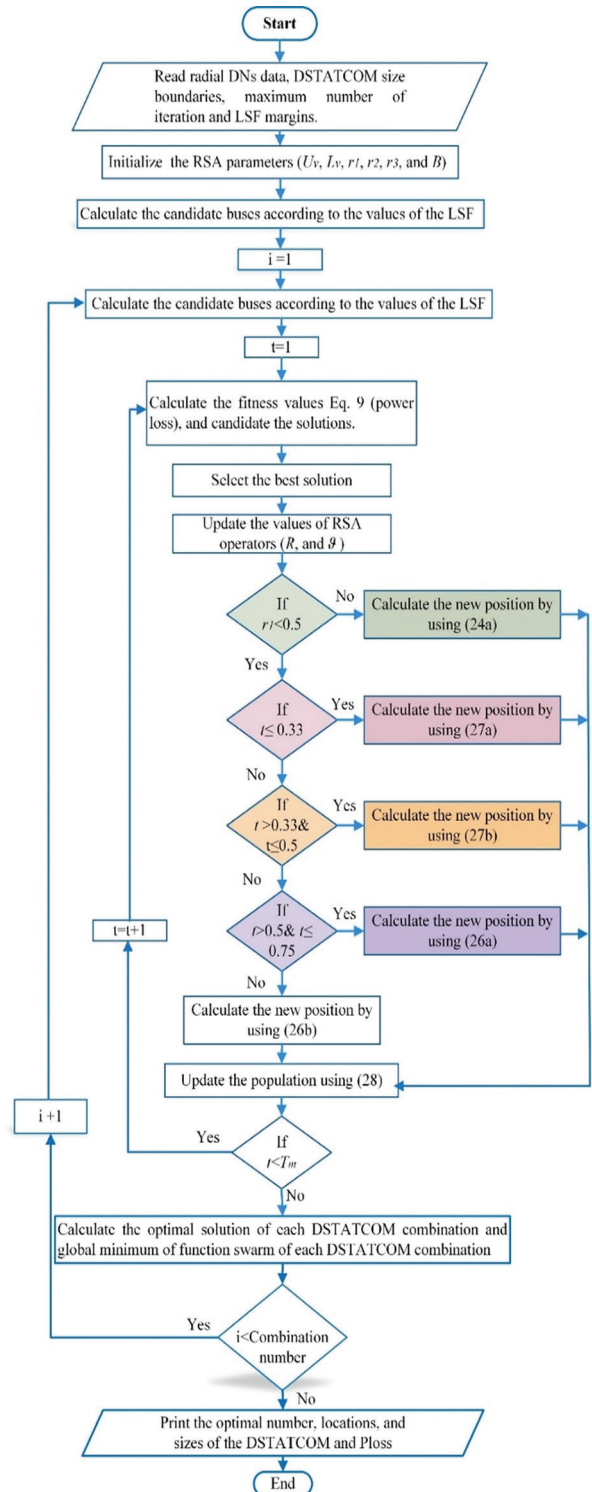 Start
Read radial DNs data, DSTATCOM size
boundaries, maximum number of
iteration and LSF margins.
Initialize the RSA parameters (Uv, Lv, r1, r2, r3, and B)
Calculate the candidate buses according to the values of the LSF
i =1
Calculate the candidate buses according to the values of the LSF
t=1
Calculate the fitness values Eq. 9 (power
loss), and candidate the solutions.
Select the best solution
Update the values of RSA
operators (R, and ϑ )
If
r1<0.5
No
Calculate the new position by
using (24a)
Yes
If
t≤ 0.33
Yes
Calculate the new position by
using (27a)
No
If
t >0.33&
t≤0.5
Yes
Calculate the new position by
using (27b)
No
If
t>0.5& t≤
0.75
Yes
Calculate the new position by
using (26a)
t=t+1
No
Calculate the new position by
using (26b)
Update the population using (28)
i +1
If
t<Tm
Yes
No
Calculate the optimal solution of each DSTATCOM combination and
global minimum of function swarm of each DSTATCOM combination
Yes
i<Combination
number
No
Print the optimal number, locations, and
sizes of the DSTATCOM and Ploss
End